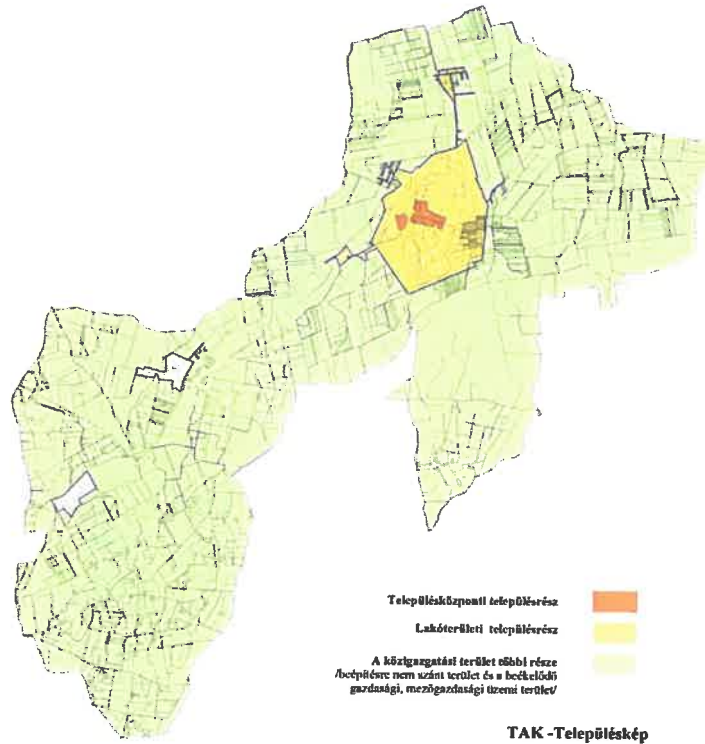 Településközponti településrész
Lakóterületi településrész
A közigazgatási terület többi része
/beépítésre nem szánt terület és a beékelődő
gazdasági, mezőgazdasági üzemi terület/
TAK -Településkép